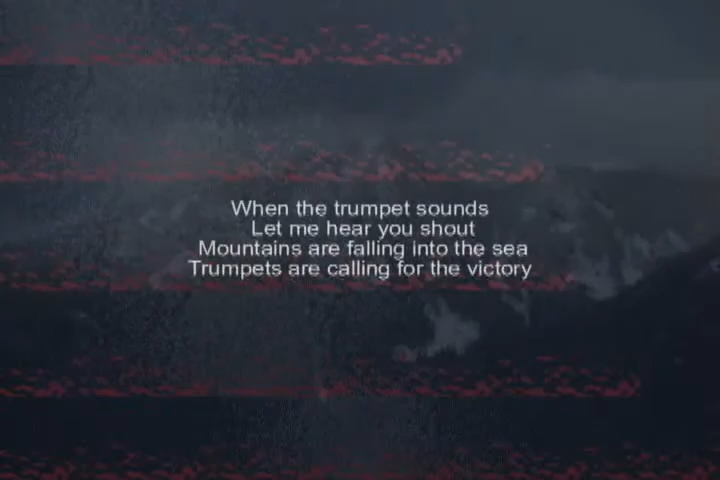 When the trumpet sounds
Let me hear you shout
Mountains are falling into the sea
Trumpets are calling for the victory